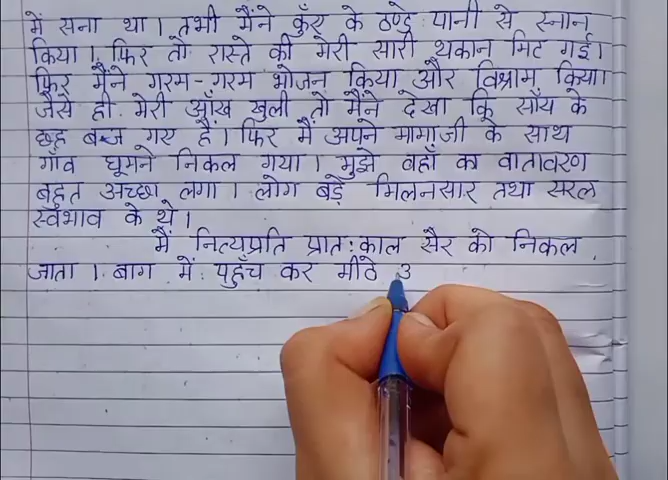 में सना था। तभी मैंने कुँए के ठण्डे पानी से स्नान
किया। फिर तो रास्ते की मेरी सारी थकान मिट गई।
फिर मैंने गरम-गरम भोजन किया और विश्राम किया।
जैसे ही मेरी आँख खुली तो मैंने देखा कि साँय के
छह बज गए हैं। फिर मैं अपने मामाजी के साथ
गाँव घूमने निकल गया। मुझे वहाँ का वातावरण
बहुत अच्छा लगा। लोग बड़े मिलनसार तथा सरल
स्वभाव के थे।
मैं नित्यप्रति प्रात:काल सैर को निकल
जाता। बाग में पहुँच कर मीठे